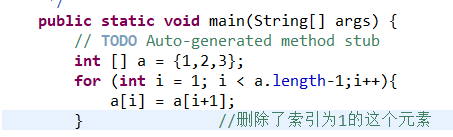 */
public static void main(String[] args) {
// TODO Auto-generated method stub
int [] a = {1,2,3};
for (int i = 1; i < a.length-1;i++){
a[i] = a[i+1];
} //删除了索引为1的这个元素